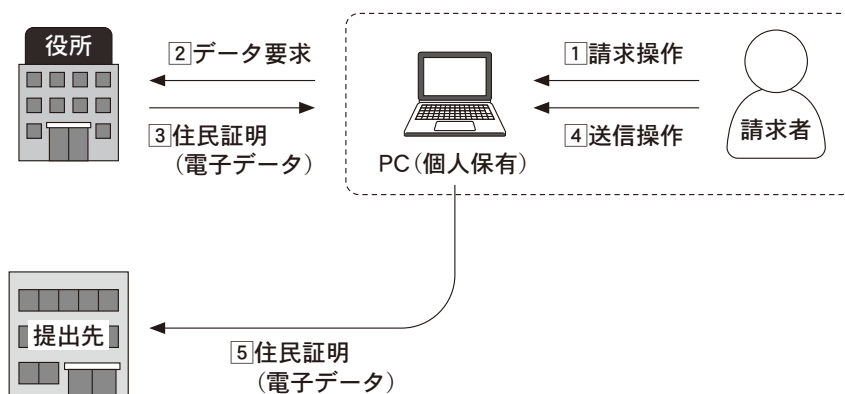 役所
2データ要求
1請求操作
3住民証明
(電子データ)
4送信操作
請求者
PC(個人保有)
提出先
5住民証明
(電子データ)